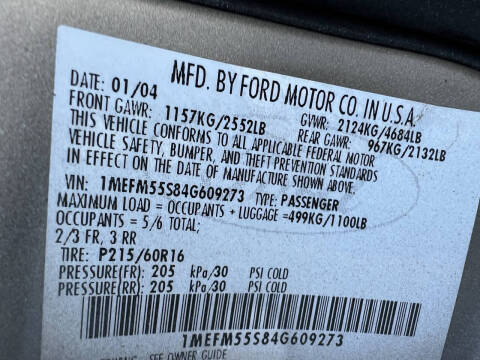 MFD. BY FORD MOTOR CO. IN U.S.A.
DATE: 01/04 GVWR: 2124KG/4684LB
FRONT GAWR: 1157KG/2552LB REAR GAWR: 967KG/2132LB
THIS VEHICLE CONFORMS TO ALL APPLICABLE FEDERAL MOTOR
VEHICLE SAFETY, BUMPER, AND THEFT PREVENTION STANDARDS
IN EFFECT ON THE DATE OF MANUFACTURE SHOWN ABOVE.
VIN: 1MEFM55S84G609273 TYPE: PASSENGER
MAXIMUM LOAD = OCCUPANTS + LUGGAGE =499KG/1100LB
OCCUPANTS = 5/6 TOTAL;
2/3 FR, 3 RR
TIRE: P215/60R16
PRESSURE(FR) 205 kPa/30 PSI COLD
PRESSURE(RR) 205 kPa/30 PSI COLD
1MEFM55S84G609273
SEE OWNER GUIDE